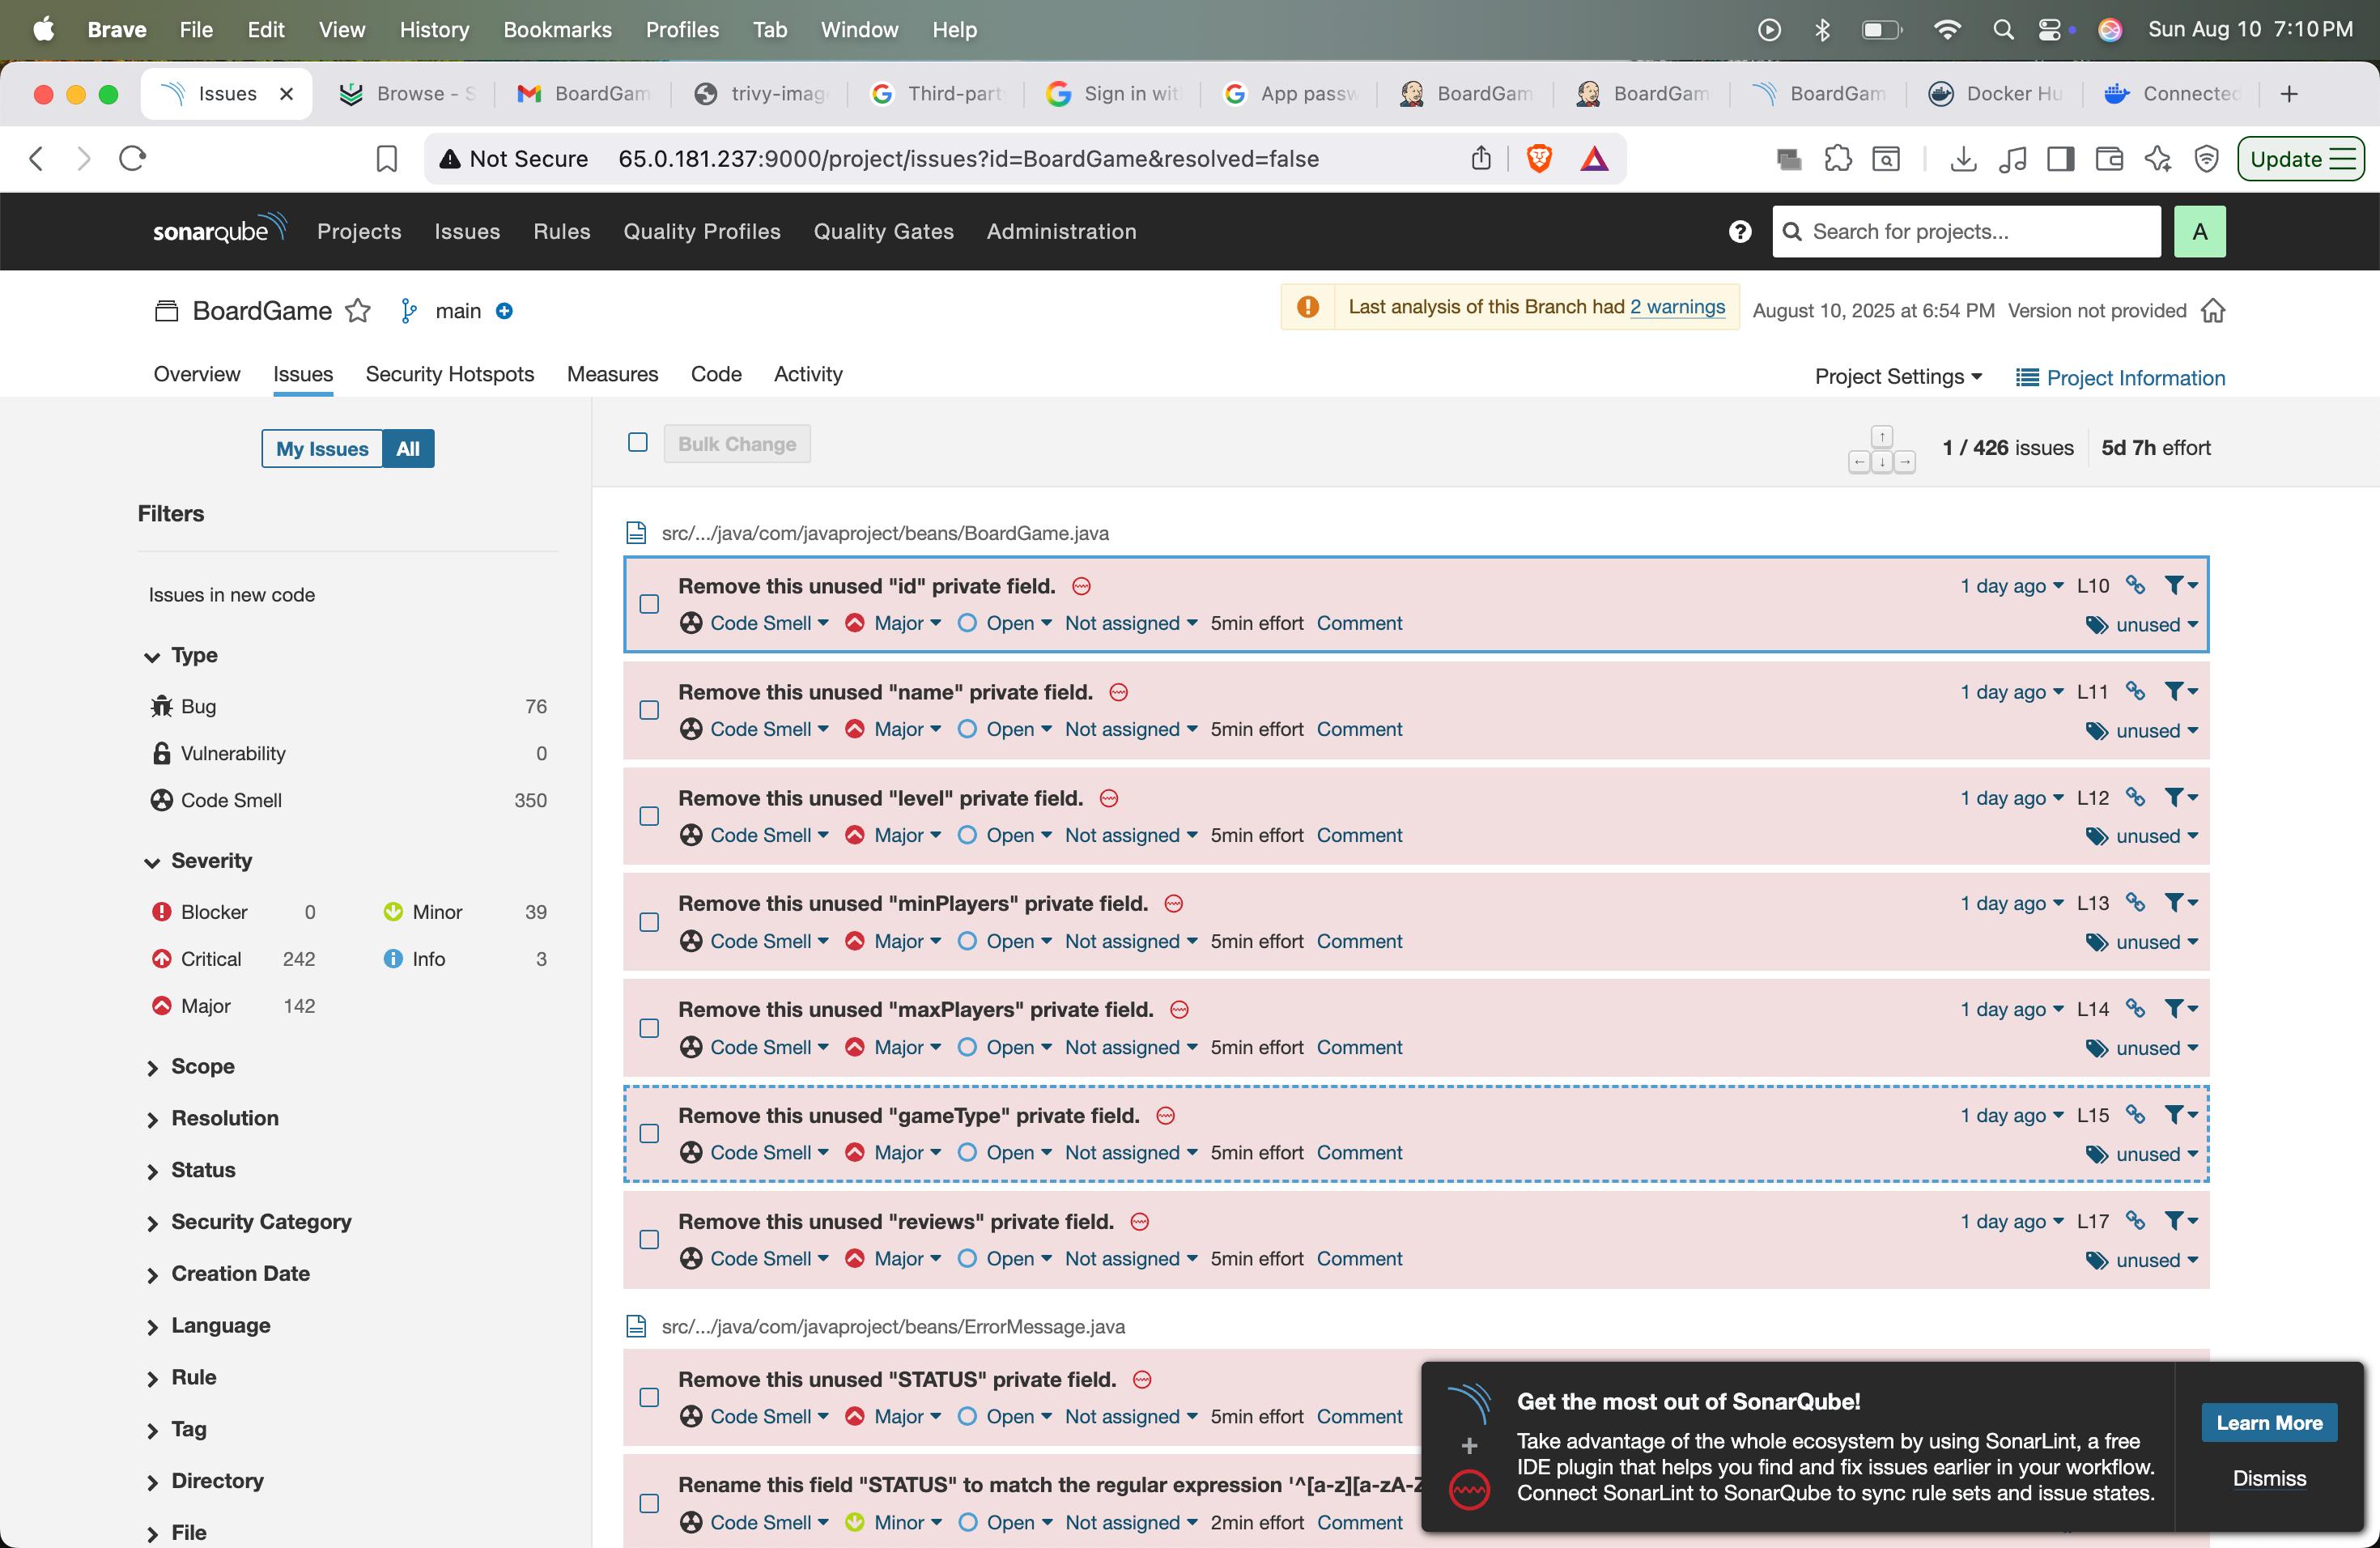 Brave File Edit View History Bookmarks Profiles Tab Window Help Sun Aug 10 7:10 PM
Issues Browse - S BoardGam trivy-imag Third-part Sign in wit App passw BoardGam BoardGam BoardGam Docker Hu Connected
Not Secure 65.0.181.237:9000/project/issues?id=BoardGame&resolved=false Update
sonarqube Projects Issues Rules Quality Profiles Quality Gates Administration Search for projects... A
BoardGame main Last analysis of this Branch had 2 warnings August 10, 2025 at 6:54 PM Version not provided
Overview Issues Security Hotspots Measures Code Activity Project Settings Project Information
My Issues All Bulk Change 1 / 426 issues 5d 7h effort
Filters
Issues in new code
Type
Bug 76
Vulnerability 0
Code Smell 350
Severity
Blocker 0 Minor 39
Critical 242 Info 3
Major 142
Scope
Resolution
Status
Security Category
Creation Date
Language
Rule
Tag
Directory
File
src/.../java/com/javaproject/beans/BoardGame.java
Remove this unused "id" private field. 1 day ago L10
Code Smell Major Open Not assigned 5min effort Comment unused
Remove this unused "name" private field. 1 day ago L11
Code Smell Major Open Not assigned 5min effort Comment unused
Remove this unused "level" private field. 1 day ago L12
Code Smell Major Open Not assigned 5min effort Comment unused
Remove this unused "minPlayers" private field. 1 day ago L13
Code Smell Major Open Not assigned 5min effort Comment unused
Remove this unused "maxPlayers" private field. 1 day ago L14
Code Smell Major Open Not assigned 5min effort Comment unused
Remove this unused "gameType" private field. 1 day ago L15
Code Smell Major Open Not assigned 5min effort Comment unused
Remove this unused "reviews" private field. 1 day ago L17
Code Smell Major Open Not assigned 5min effort Comment unused
src/.../java/com/javaproject/beans/ErrorMessage.java
Remove this unused "STATUS" private field.
Code Smell Major Open Not assigned 5min effort Comment
Rename this field "STATUS" to match the regular expression '^[a-z][a-zA-Z
Code Smell Minor Open Not assigned 2min effort Comment
Get the most out of SonarQube!
Take advantage of the whole ecosystem by using SonarLint, a free
IDE plugin that helps you find and fix issues earlier in your workflow.
Connect SonarLint to SonarQube to sync rule sets and issue states.
Learn More
Dismiss